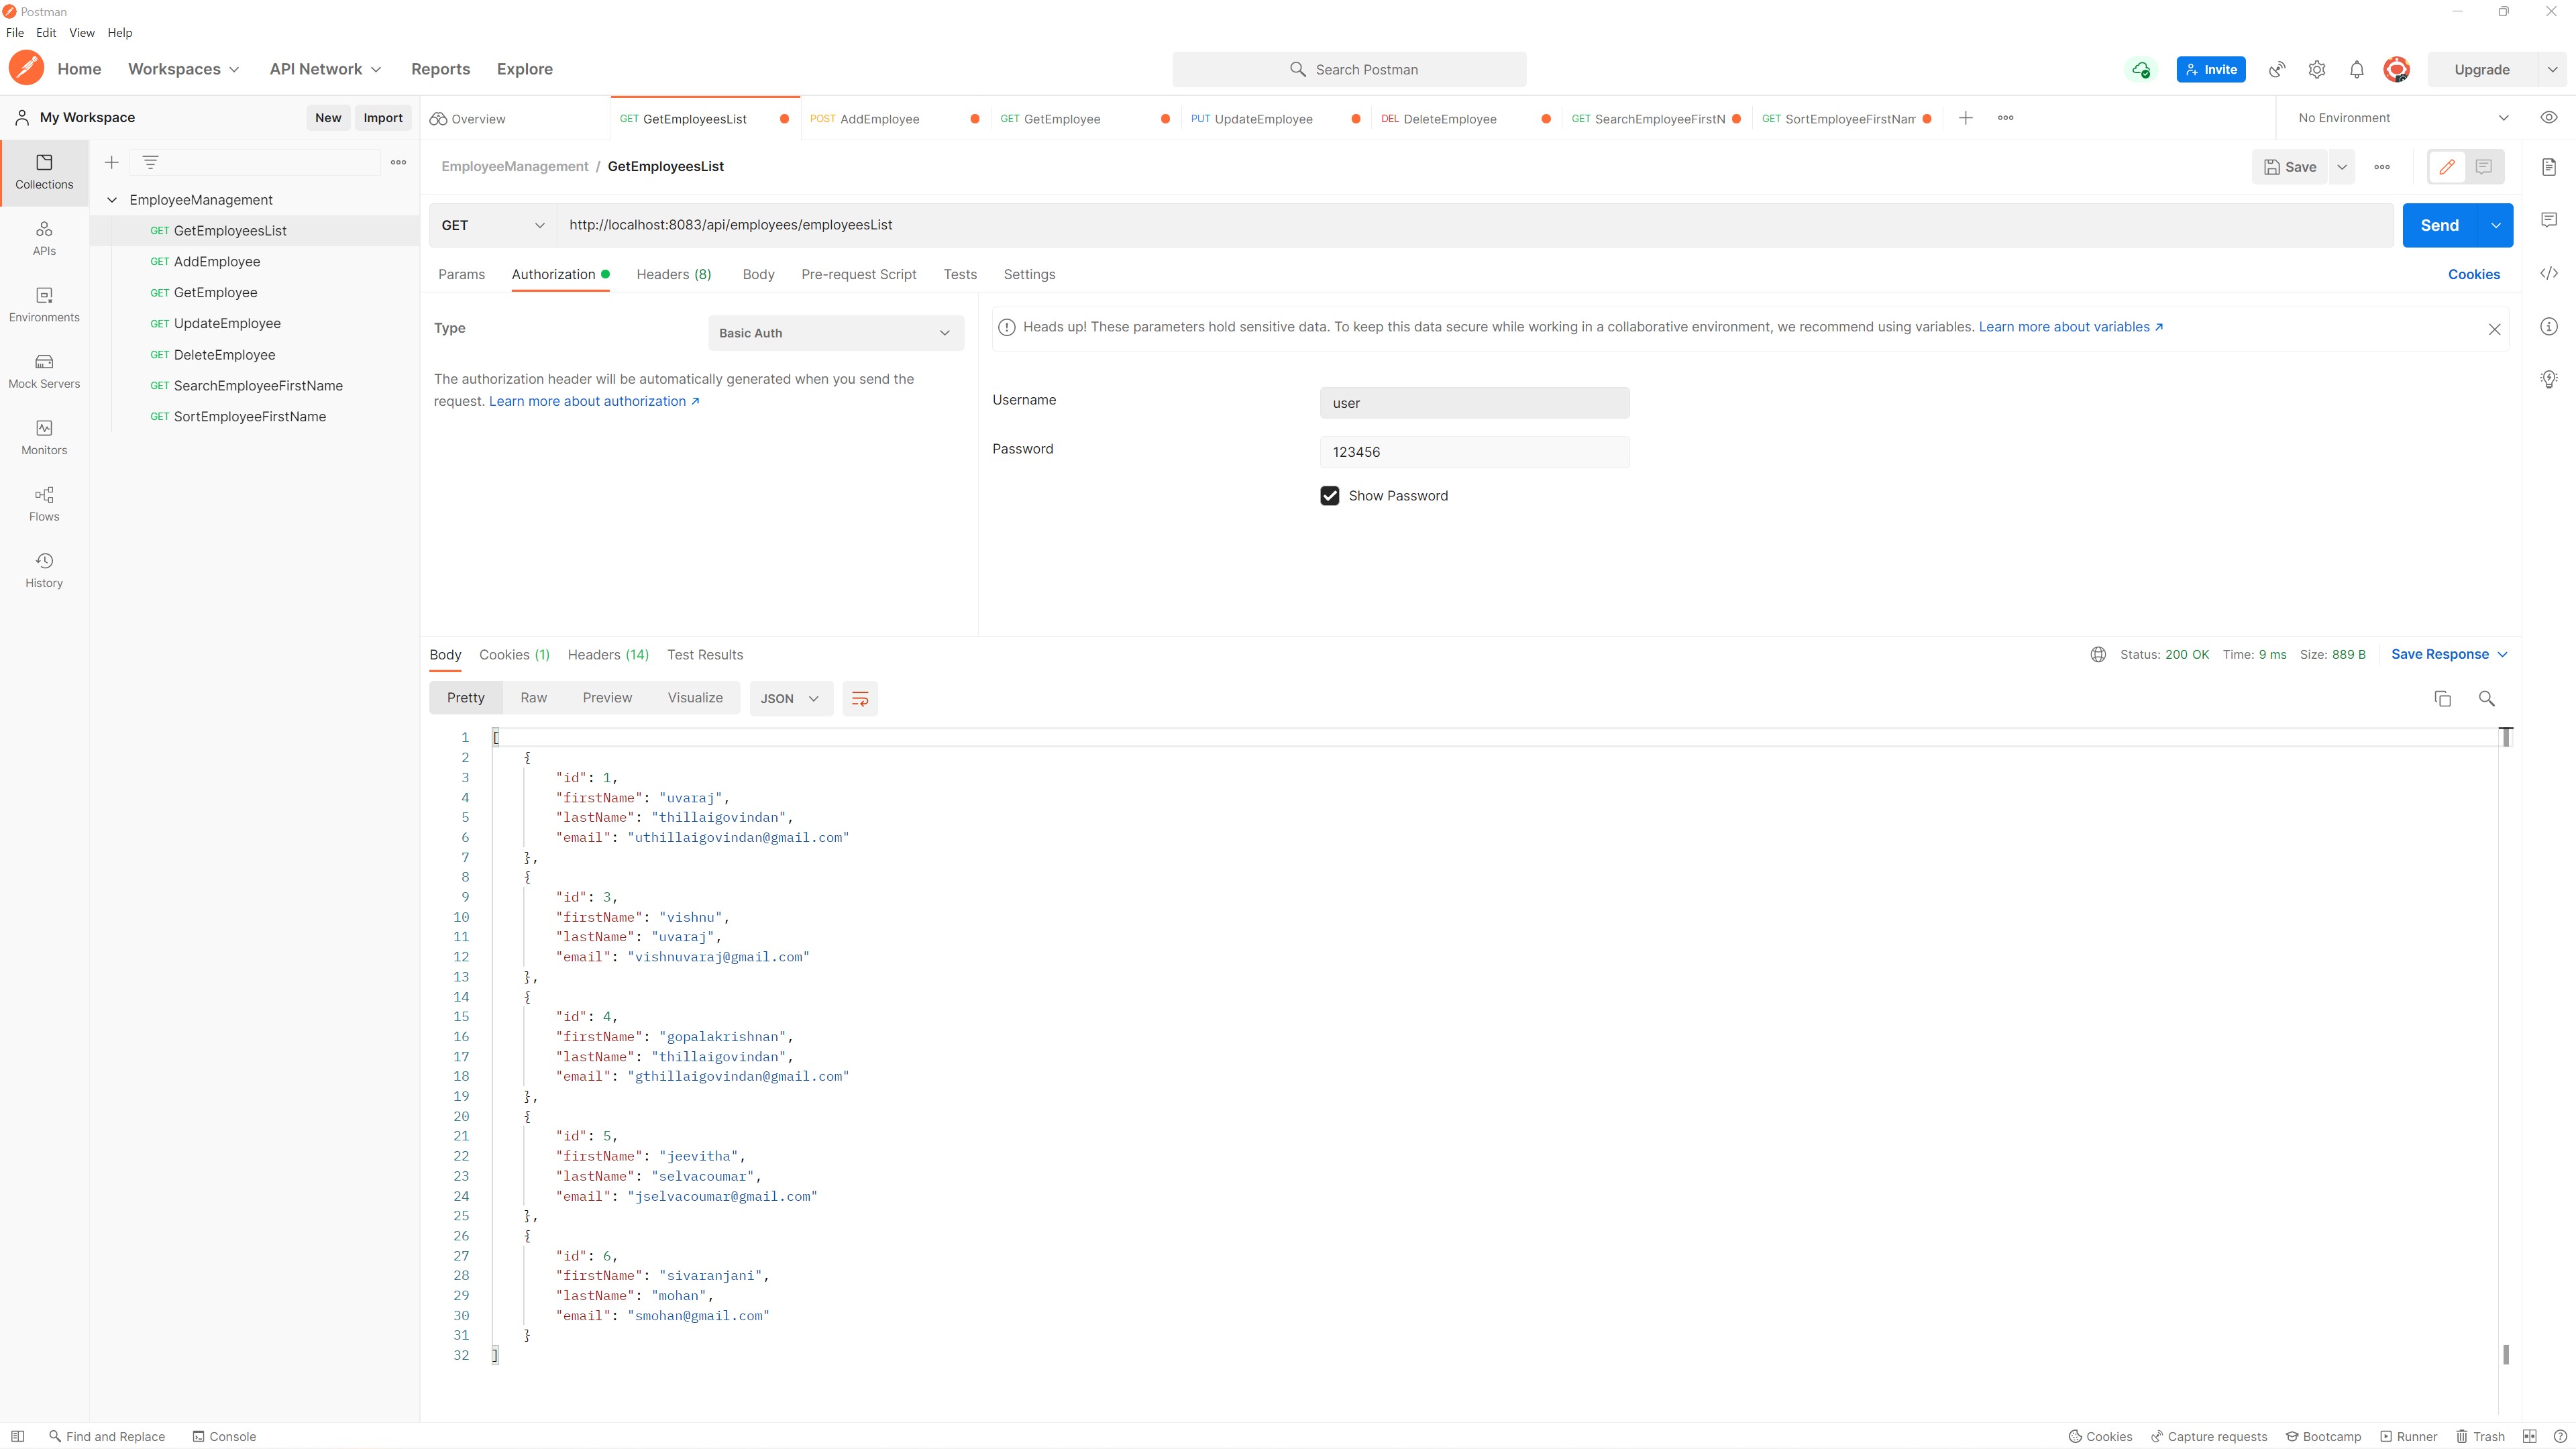 Postman
File Edit View Help
Home Workspaces API Network Reports Explore Search Postman Invite Upgrade
My Workspace New Import
Overview GET GetEmployeesList POST AddEmployee GET GetEmployee PUT UpdateEmployee DEL DeleteEmployee GET SearchEmployeeFirstN GET SortEmployeeFirstNam No Environment
Collections
APIs
Environments
Mock Servers
Monitors
Flows
History
EmployeeManagement
GET GetEmployeesList
GET AddEmployee
GET GetEmployee
GET UpdateEmployee
GET DeleteEmployee
GET SearchEmployeeFirstName
GET SortEmployeeFirstName
EmployeeManagement / GetEmployeesList Save
GET http://localhost:8083/api/employees/employeesList Send
Params Authorization Headers (8) Body Pre-request Script Tests Settings Cookies
Type Basic Auth
The authorization header will be automatically generated when you send the
request. Learn more about authorization ↗
Heads up! These parameters hold sensitive data. To keep this data secure while working in a collaborative environment, we recommend using variables. Learn more about variables ↗
Username user
Password 123456
Show Password
Body Cookies (1) Headers (14) Test Results Status: 200 OK Time: 9 ms Size: 889 B Save Response
Pretty Raw Preview Visualize JSON
1 [
2 {
3 "id": 1,
4 "firstName": "uvaraj",
5 "lastName": "thillaigovindan",
6 "email": "uthillaigovindan@gmail.com"
7 },
8 {
9 "id": 3,
10 "firstName": "vishnu",
11 "lastName": "uvaraj",
12 "email": "vishnuvaraj@gmail.com"
13 },
14 {
15 "id": 4,
16 "firstName": "gopalakrishnan",
17 "lastName": "thillaigovindan",
18 "email": "gthillaigovindan@gmail.com"
19 },
20 {
21 "id": 5,
22 "firstName": "jeevitha",
23 "lastName": "selvacoumar",
24 "email": "jselvacoumar@gmail.com"
25 },
26 {
27 "id": 6,
28 "firstName": "sivaranjani",
29 "lastName": "mohan",
30 "email": "smohan@gmail.com"
31 }
32 ]
Find and Replace Console Cookies Capture requests Bootcamp Runner Trash